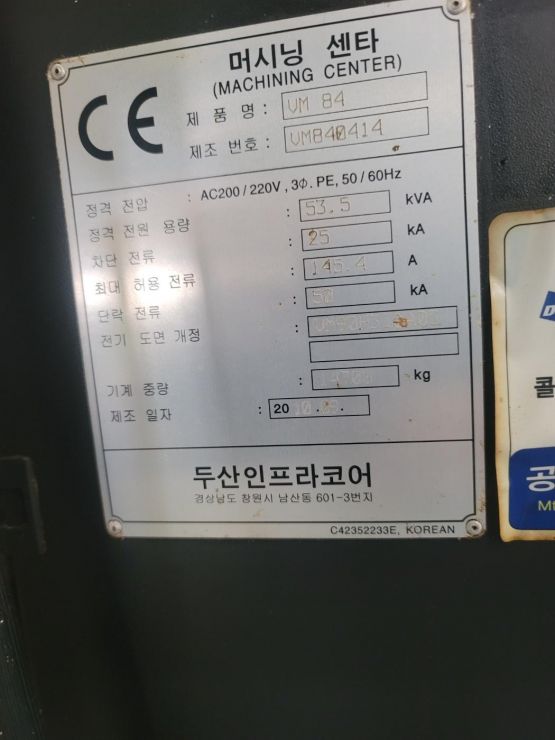 머시닝 센타
(MACHINING CENTER)
CE
제 품 명 : VM 84
제조 번호 : VM840414
정격 전압 : AC200 / 220V , 3Φ. PE, 50 / 60Hz
정격 전원 용량 : 53.5 kVA
차단 전류 : 25 kA
최대 허용 전류 : 145.4 A
단락 전류 : 50 kA
전기 도면 개정 :
기계 중량 : kg
제조 일자 : 20
두산인프라코어
경상남도 창원시 남산동 601-3번지
C42352233E, KOREAN
콜
공